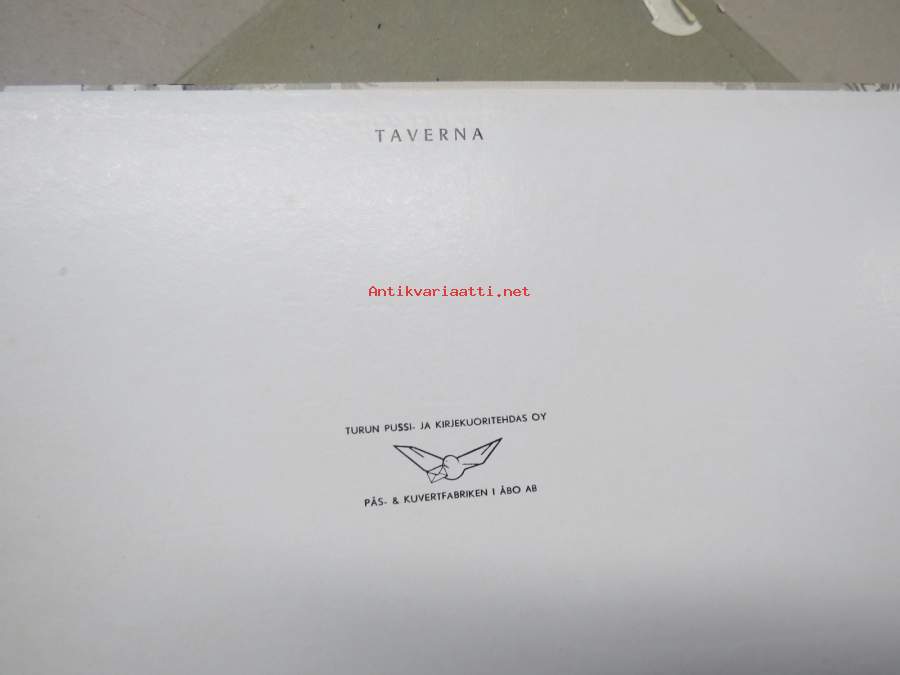 TAVERNA
Antikvariaatti.net
TURUN PUSSI- JA KIRJEKUORITEHDAS OY
PÅS- & KUVERTFABRIKEN I ÅBO AB